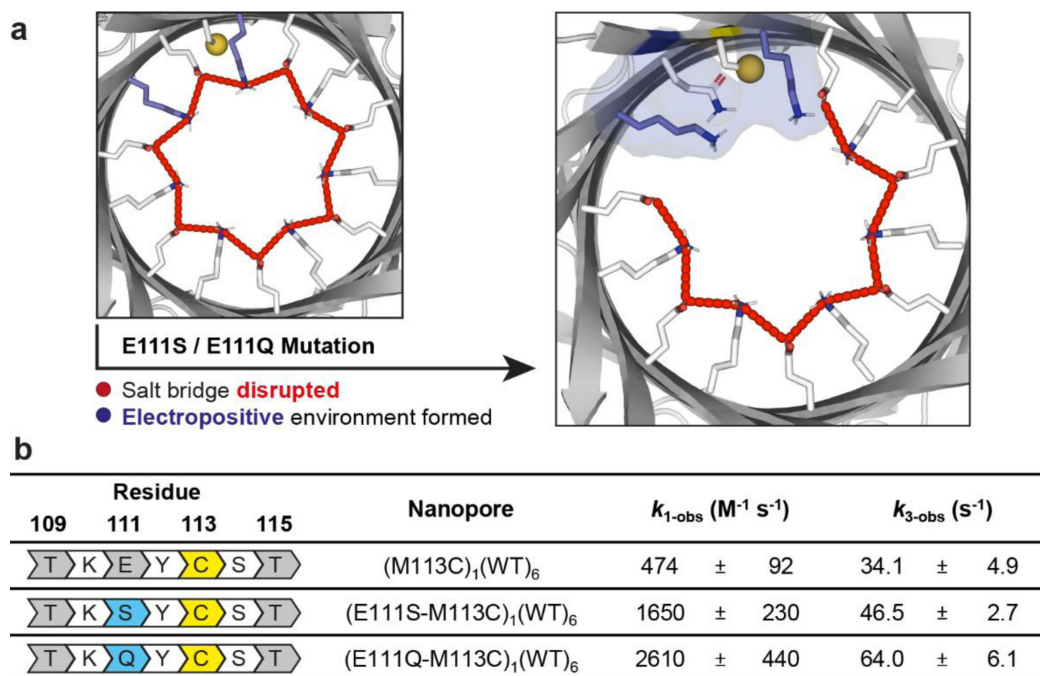 a
E111S / E111Q Mutation
Salt bridge disrupted
Electropositive environment formed
b
Residue
109 111 113 115 Nanopore k1-obs (M-1 s-1) k3-obs (s-1)
T K E Y C S T (M113C)1(WT)6 474 ± 92 34.1 ± 4.9
T K S Y C S T (E111S-M113C)1(WT)6 1650 ± 230 46.5 ± 2.7
T K Q Y C S T (E111Q-M113C)1(WT)6 2610 ± 440 64.0 ± 6.1